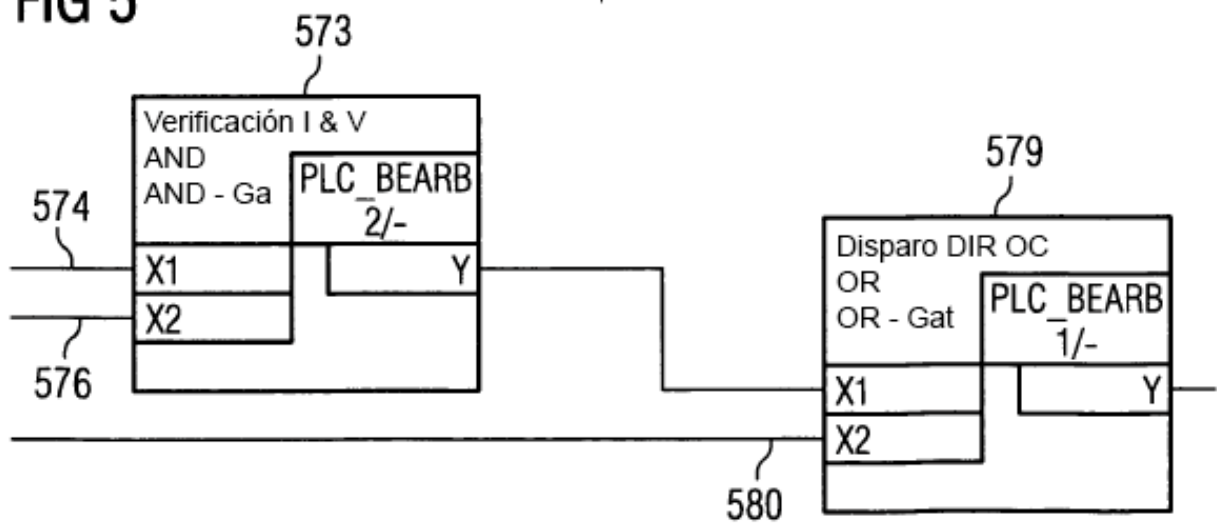 FIG 5
573
Verificación I & V
AND
AND - Ga
PLC_BEARB
2/-
574
X1
Y
X2
576
579
Disparo DIR OC
OR
OR - Gat
PLC_BEARB
1/-
X1
Y
X2
580